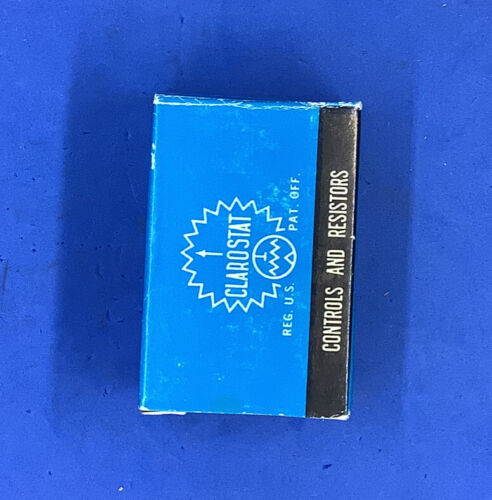 CLAROSTAT
REG. U.S. PAT. OFF.
CONTROLS AND RESISTORS